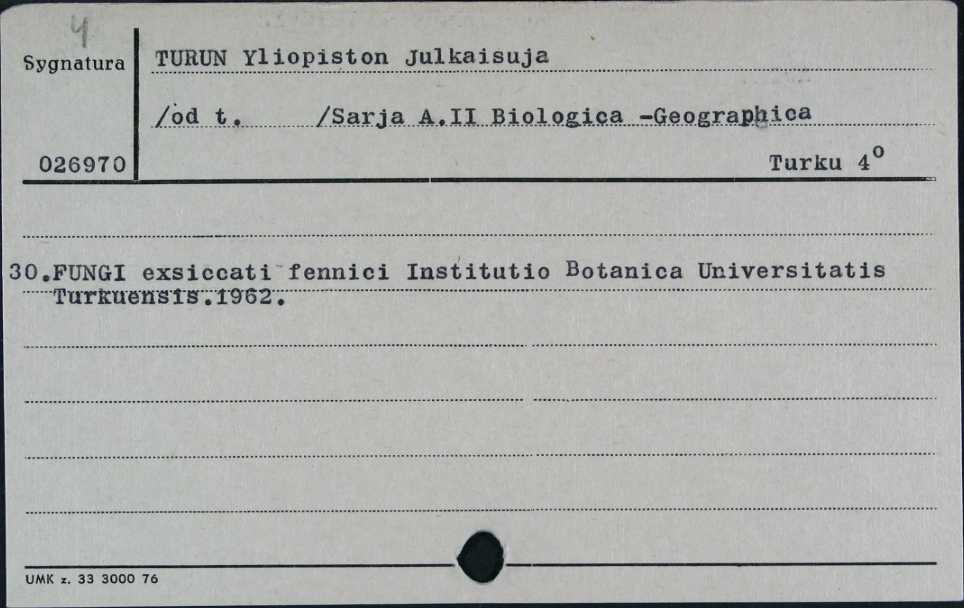 4
Sygnatura
TURUN Yliopiston Julkaisuja
/od t. /Sarja A.II Biologica -Geographica
026970
Turku 4º
30.FUNGI exsiccati fennici Institutio Botanica Universitatis
Turkuensis.1962.
UMK z. 33 3000 76